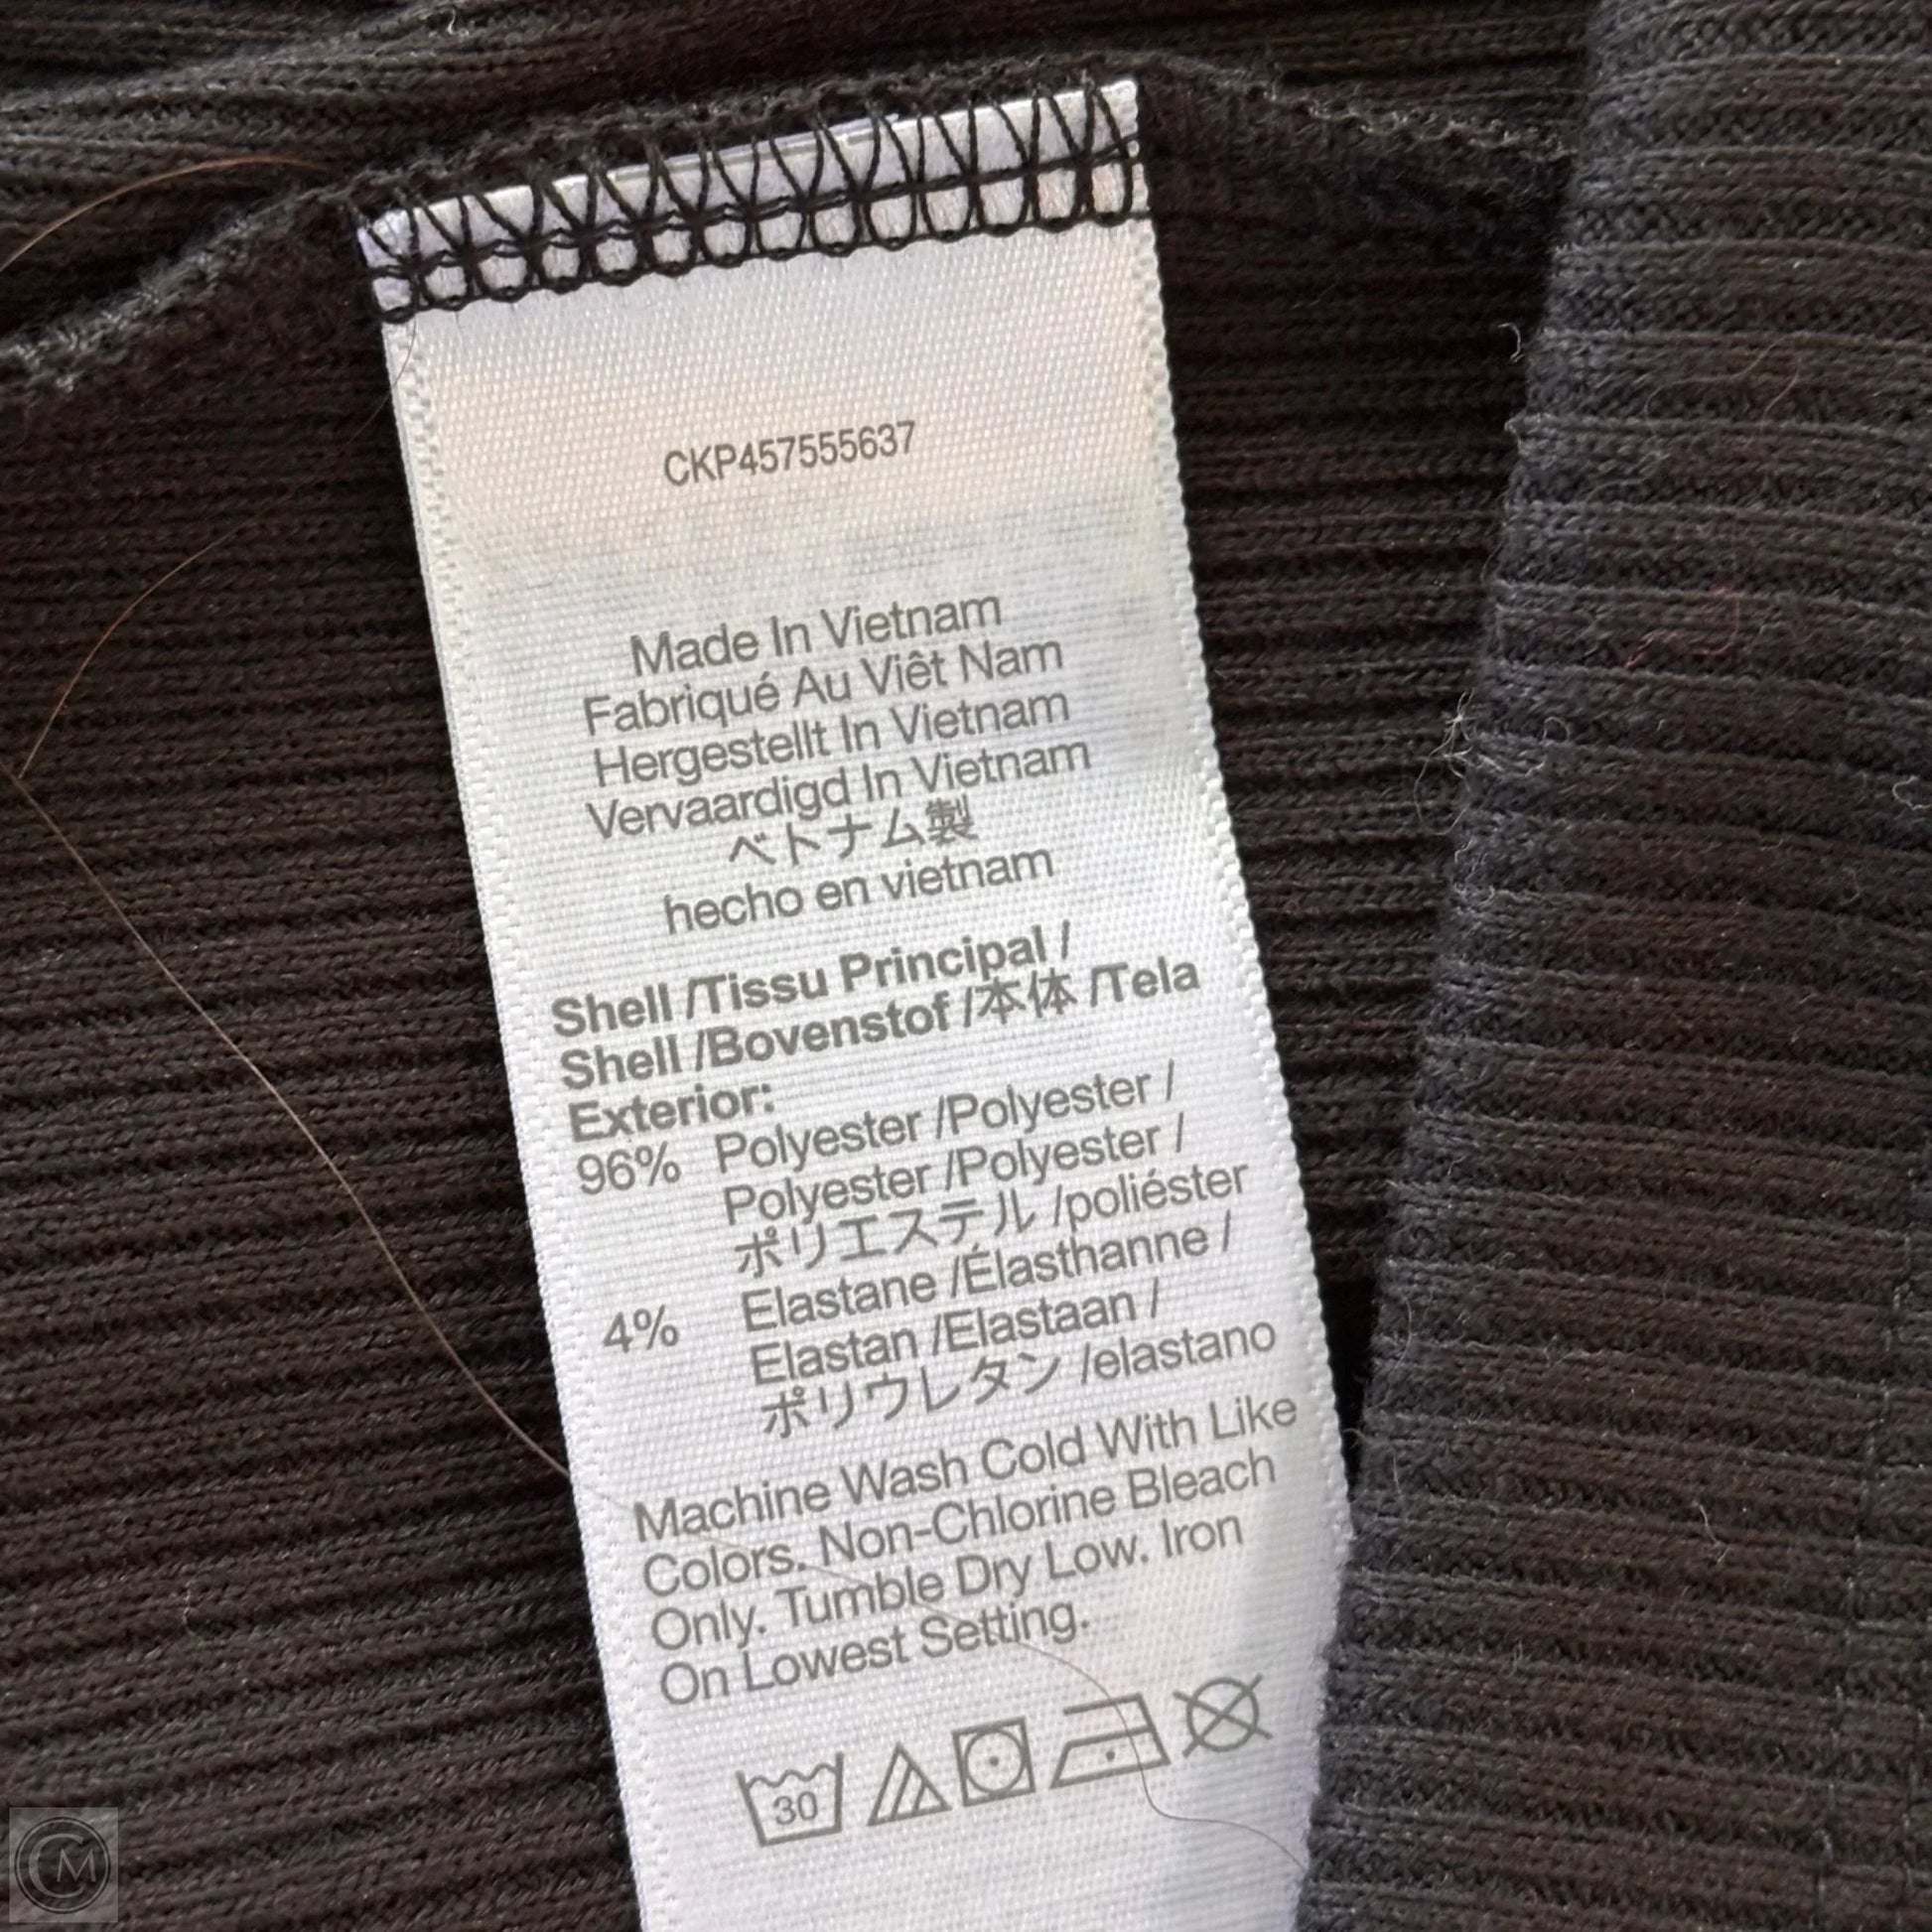 CKP457555637
Made In Vietnam
Fabriqué Au Viêt Nam
Hergestellt In Vietnam
Vervaardigd In Vietnam
ベトナム製
hecho en vietnam
Shell /Tissu Principal /
Shell /Bovenstof /本体 /Tela
Exterior:
96% Polyester /Polyester /
Polyester /Polyester /
ポリエステル /poliéster
4% Elastane /Élasthanne /
Elastan /Elastaan /
ポリウレタン /elastano
Machine Wash Cold With Like
Colors. Non-Chlorine Bleach
Only. Tumble Dry Low. Iron
On Lowest Setting.
30
CM